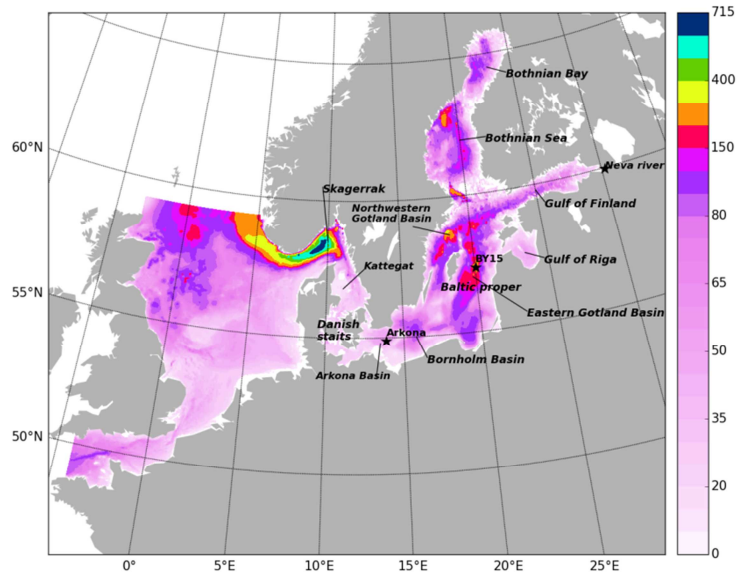 715
400
150
80
65
35
20
0
60°N
55°N
50°N
0°
5°E
10°E
15°E
20°E
25°E
Bothnian Bay
Bothnian Sea
Neva river
Skagerrak
Northwestern
Gotland Basin
Gulf of Finland
Gulf of Riga
BY15
Kattegat
Baltic proper
Eastern Gotland Basin
Danish
staits
Arkona
Bornholm Basin
Arkona Basin